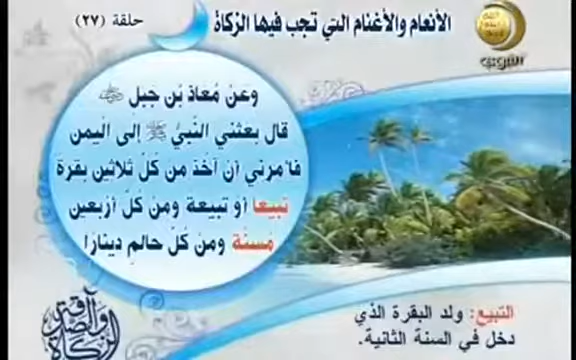 الأنعام والأغنام التي تجب فيها الزكاة
حلقة (٢٧)
وعن معاذ بن جبل
قال بعثني النبي ﷺ إلى اليمن
فأمرني أن آخذ من كل ثلاثين بقرة
تبيعا أو تبيعة ومن كل أربعين
مسنة ومن كل حالم دينارا
التبيع: ولد البقرة الذي
دخل في السنة الثانية.